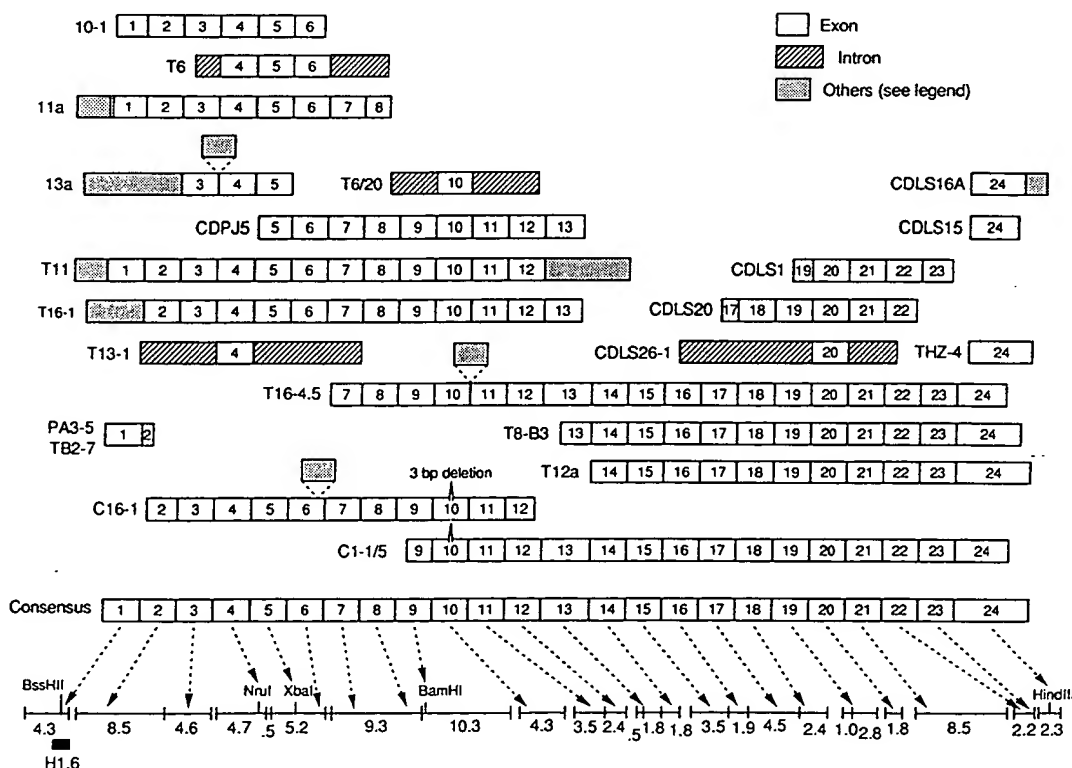 10-1 1 2 3 4 5 6
Exon
T6 4 5 6
Intron
11a 1 2 3 4 5 6 7 8
Others (see legend)
13a 3 4 5
T6/20 10
CDLS16A 24
CDPJ5 5 6 7 8 9 10 11 12 13
CDLS15 24
T11 1 2 3 4 5 6 7 8 9 10 11 12
CDLS1 19 20 21 22 23
T16-1 2 3 4 5 6 7 8 9 10 11 12 13
CDLS20 17 18 19 20 21 22
T13-1 4
CDLS26-1 20
THZ-4 24
T16-4.5 7 8 9 10 11 12 13 14 15 16 17 18 19 20 21 22 23 24
PA3-5
TB2-7
1 2
T8-B3 13 14 15 16 17 18 19 20 21 22 23 24
T12a 14 15 16 17 18 19 20 21 22 23 24
3 bp deletion
C16-1 2 3 4 5 6 7 8 9 10 11 12
C1-1/5 9 10 11 12 13 14 15 16 17 18 19 20 21 22 23 24
Consensus 1 2 3 4 5 6 7 8 9 10 11 12 13 14 15 16 17 18 19 20 21 22 23 24
BssHII NruI XbaI BamHI HindII
4.3 8.5 4.6 4.7 .5 5.2 9.3 10.3 4.3 3.5 2.4 .5 1.8 1.8 3.5 1.9 4.5 2.4 1.0 2.8 1.8 8.5 2.2 2.3
H1.6